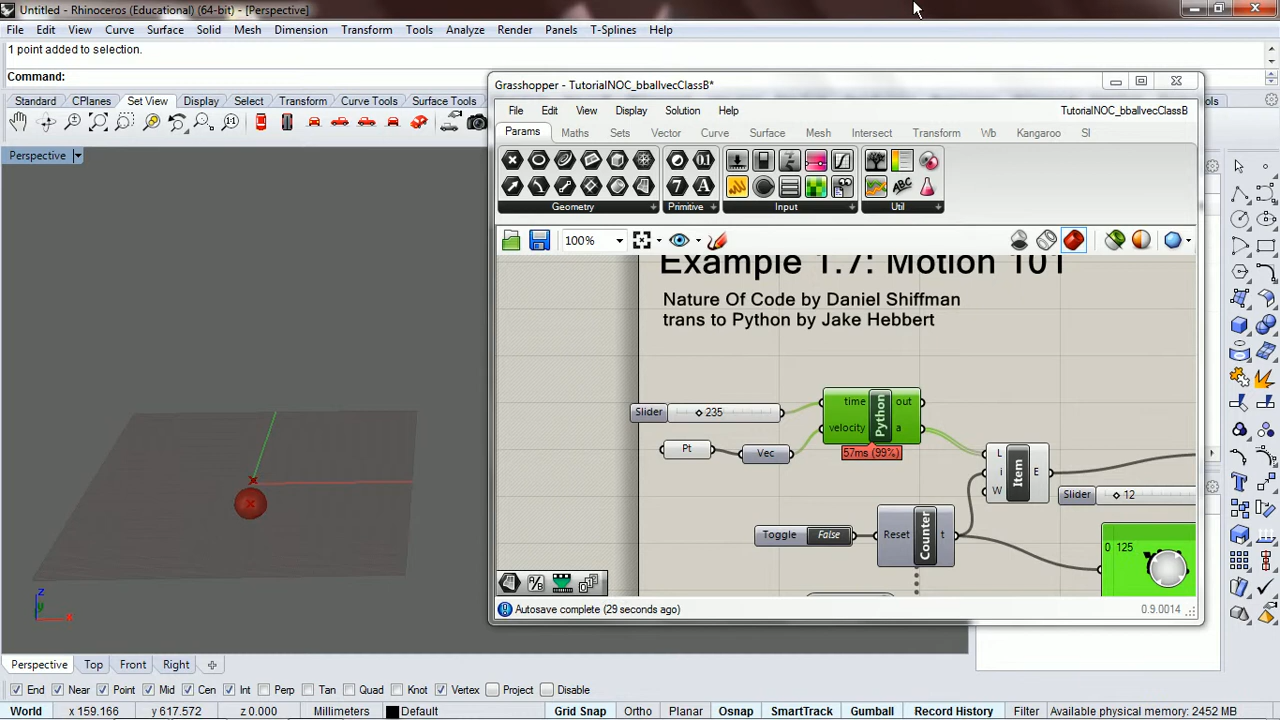 Untitled - Rhinoceros (Educational) (64-bit) - [Perspective]
File Edit View Curve Surface Solid Mesh Dimension Transform Tools Analyze Render Panels T-Splines Help
1 point added to selection.
Command:
Standard CPlanes Set View Display Select Transform Curve Tools Surface Tools
Perspective
Grasshopper - TutorialNOC_bballvecClassB*
File Edit View Display Solution Help TutorialNOC_bballvecClassB
Params Maths Sets Vector Curve Surface Mesh Intersect Transform Wb Kangaroo SI
Geometry Primitive Input Util
100%
Example 1.7: Motion 101
Nature Of Code by Daniel Shiffman
trans to Python by Jake Hebbert
Slider 235
time out
velocity a
Python
57ms (99%)
Pt Vec
L
i
W
Item
E
Slider 12
Toggle False
Reset Counter t
0 125
Autosave complete (29 seconds ago) 0.9.0014
z
y
x
Perspective Top Front Right
End Near Point Mid Cen Int Perp Tan Quad Knot Vertex Project Disable
World x 159.166 y 617.572 z 0.000 Millimeters Default Grid Snap Ortho Planar Osnap SmartTrack Gumball Record History Filter Available physical memory: 2452 MB